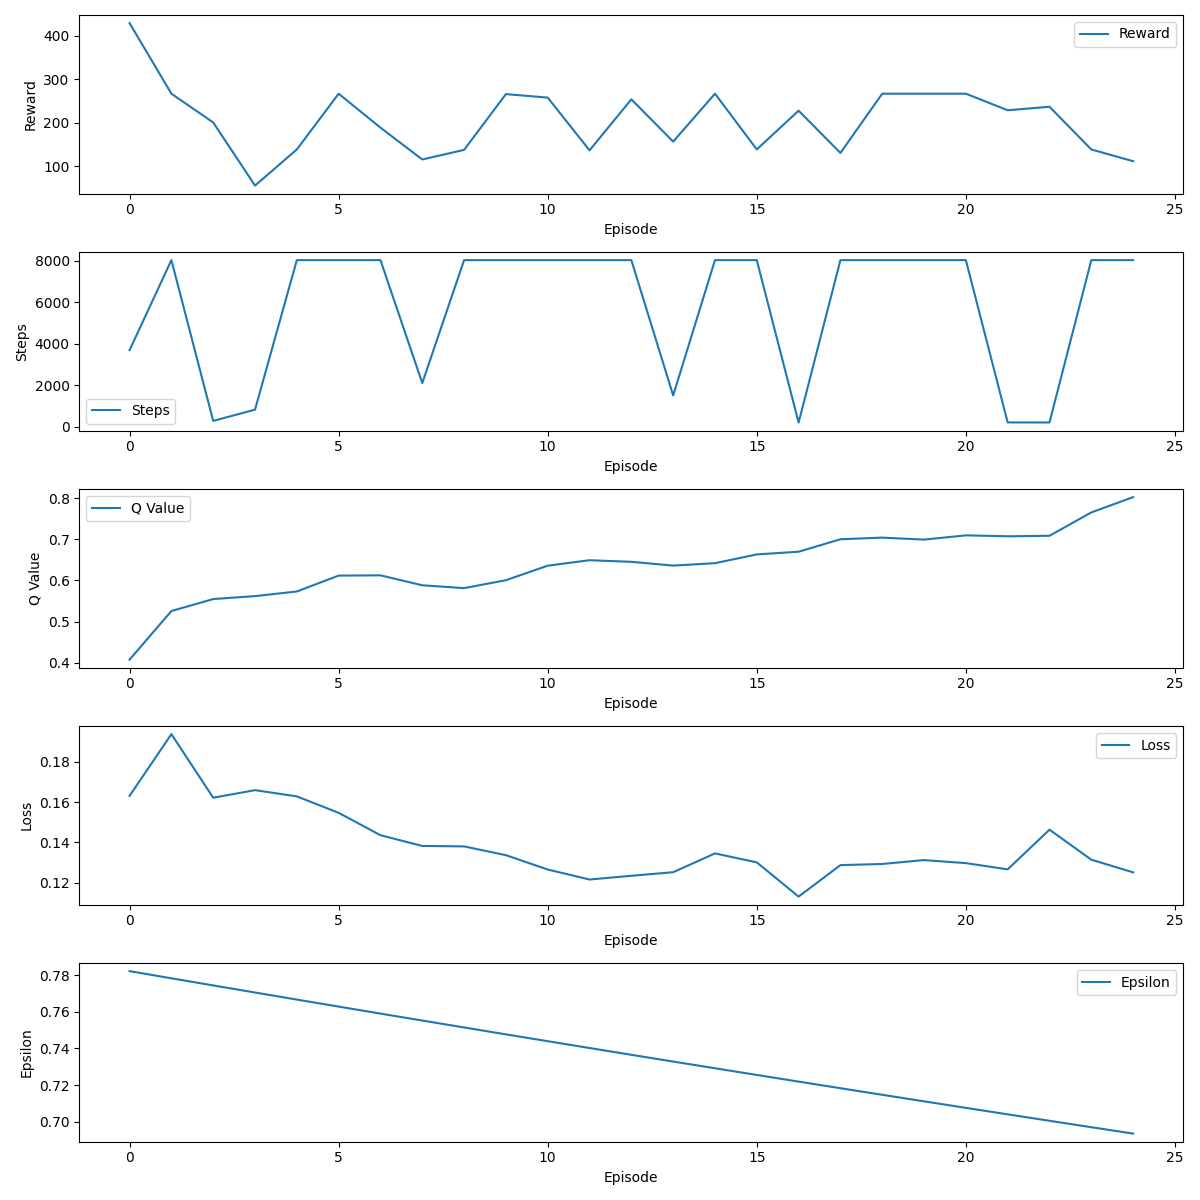 400
300
200
100
Reward
Reward
0 5 10 15 20 25
Episode
8000
6000
4000
2000
0
Steps
Steps
0 5 10 15 20 25
Episode
0.8
0.7
0.6
0.5
0.4
Q Value
Q Value
0 5 10 15 20 25
Episode
0.18
0.16
0.14
0.12
Loss
Loss
0 5 10 15 20 25
Episode
0.78
0.76
0.74
0.72
0.70
Epsilon
Epsilon
0 5 10 15 20 25
Episode